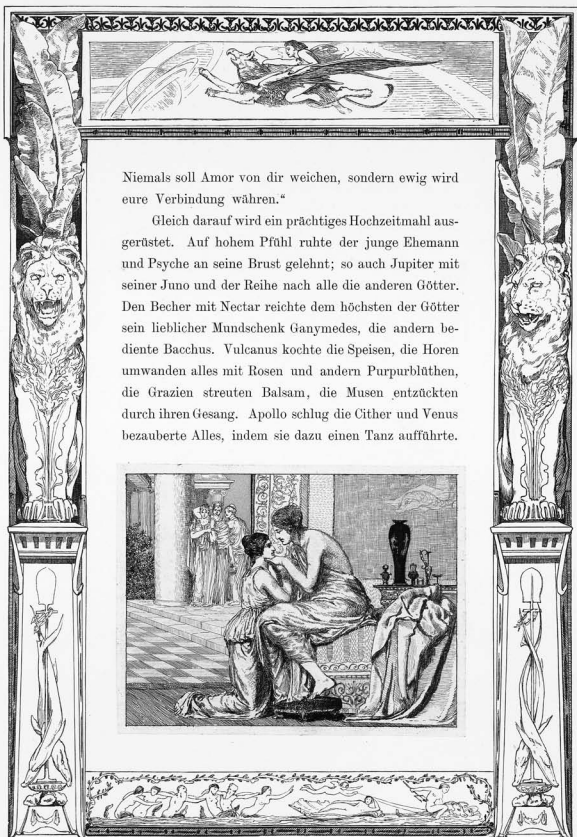 Niemals soll Amor von dir weichen, sondern ewig wird
eure Verbindung währen.“
Gleich darauf wird ein prächtiges Hochzeitmahl aus-
gerüstet. Auf hohem Pfühl ruhte der junge Ehemann
und Psyche an seine Brust gelehnt; so auch Jupiter mit
seiner Juno und der Reihe nach alle die anderen Götter.
Den Becher mit Nectar reichte dem höchsten der Götter
sein lieblicher Mundschenk Ganymedes, die andern be-
diente Bacchus. Vulcanus kochte die Speisen, die Horen
umwanden alles mit Rosen und andern Purpurblüthen,
die Grazien streuten Balsam, die Musen entzückten
durch ihren Gesang. Apollo schlug die Cither und Venus
bezauberte Alles, indem sie dazu einen Tanz aufführte.